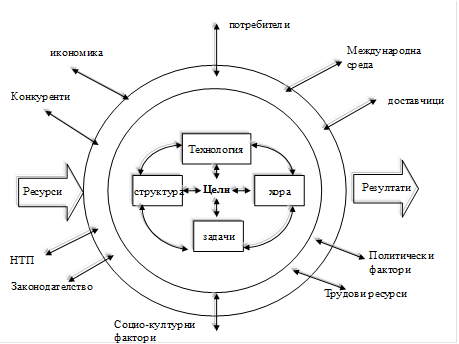 потребители
икономика
Международна
среда
Конкуренти
доставчици
Технология
Ресурси
структура
Цели
хора
Резултати
задачи
НТП
Политически
фактори
Законодателство
Трудови ресурси
Социо-културни
фактори